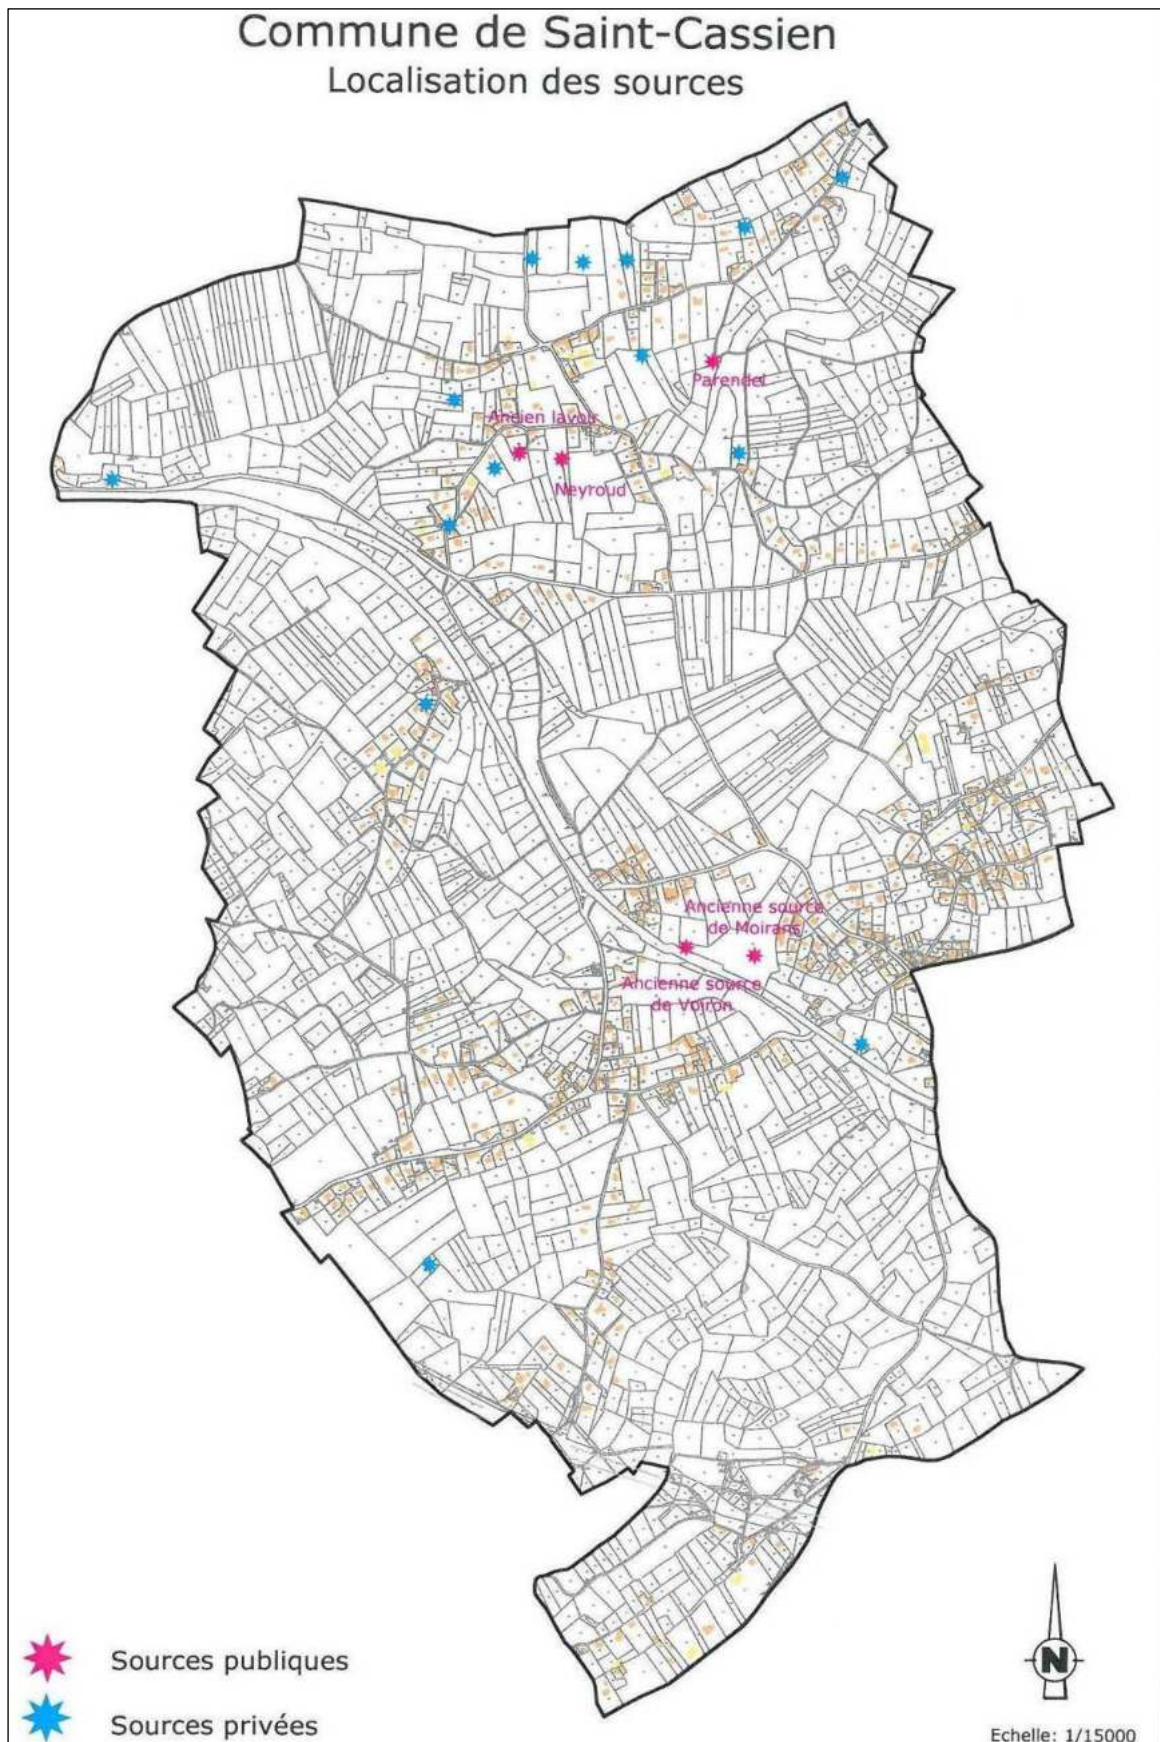 Commune de Saint-Cassien
Localisation des sources
Parendel
Ancien lavoir
Neyroud
Ancienne source
de Moirans
Ancienne source
de Voiron
Sources publiques
Sources privées
N
Echelle: 1/15000